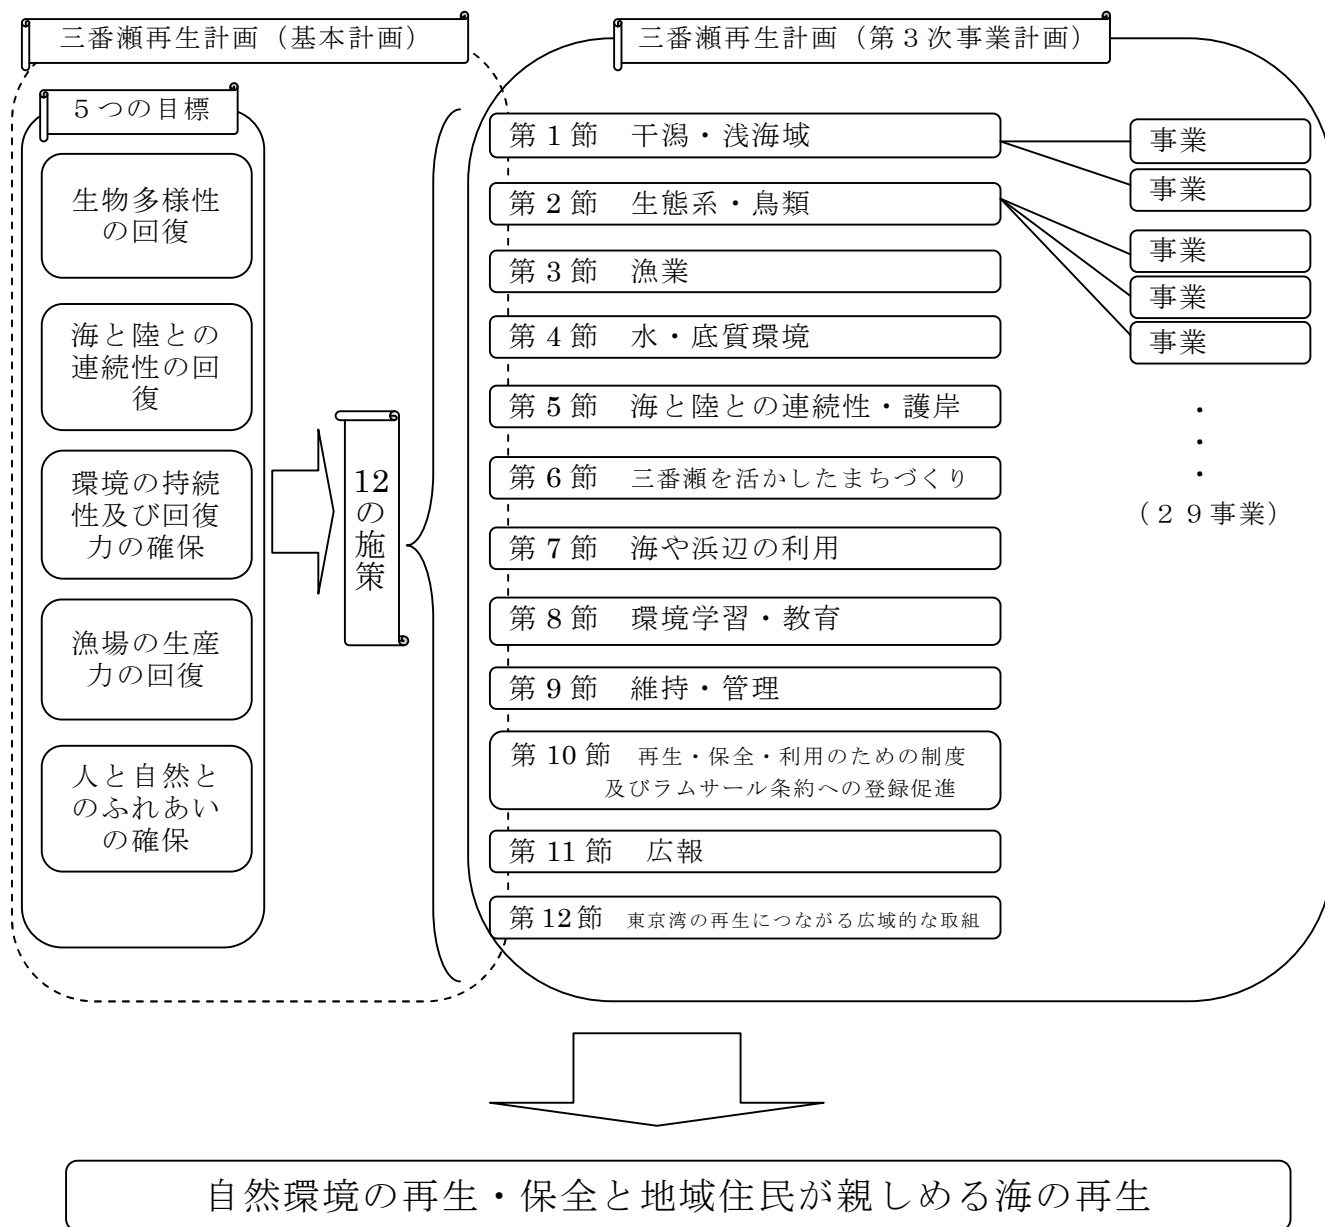 三番瀬再生計画（基本計画）
５つの目標
生物多様性
の回復
海と陸との
連続性の回
復
環境の持続
性及び回復
力の確保
漁場の生産
力の回復
人と自然と
のふれあい
の確保
12の施策
三番瀬再生計画（第３次事業計画）
第1節　干潟・浅海域
第2節　生態系・鳥類
第3節　漁業
第4節　水・底質環境
第5節　海と陸との連続性・護岸
第6節　三番瀬を活かしたまちづくり
第7節　海や浜辺の利用
第8節　環境学習・教育
第9節　維持・管理
第10節　再生・保全・利用のための制度
及びラムサール条約への登録促進
第11節　広報
第12節　東京湾の再生につながる広域的な取組
事業
事業
事業
事業
事業
・
・
・
（２９事業）
自然環境の再生・保全と地域住民が親しめる海の再生